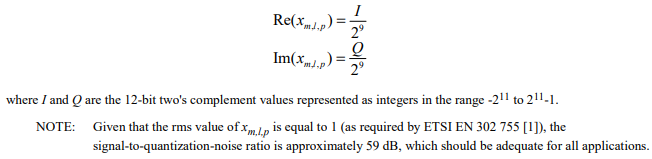 Re(x_{m,l,p}) = \frac{I}{2^9}
Im(x_{m,l,p}) = \frac{Q}{2^9}
where I and Q are the 12-bit two's complement values represented as integers in the range -2^{11} to 2^{11}-1.
NOTE: Given that the rms value of x_{m,l,p} is equal to 1 (as required by ETSI EN 302 755 [1]), the
signal-to-quantization-noise ratio is approximately 59 dB, which should be adequate for all applications.